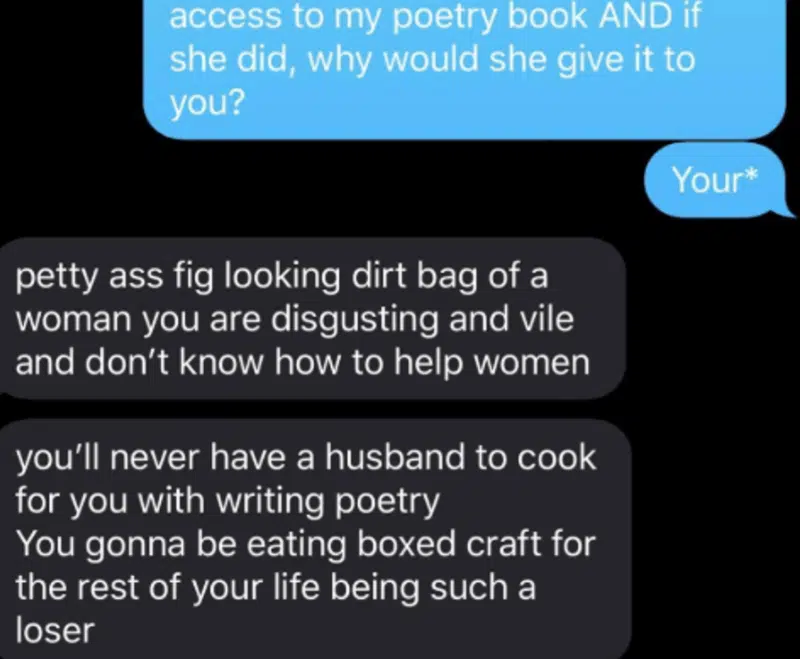 access to my poetry book AND if
she did, why would she give it to
you?
Your*
petty ass fig looking dirt bag of a
woman you are disgusting and vile
and don’t know how to help women
you’ll never have a husband to cook
for you with writing poetry
You gonna be eating boxed craft for
the rest of your life being such a
loser